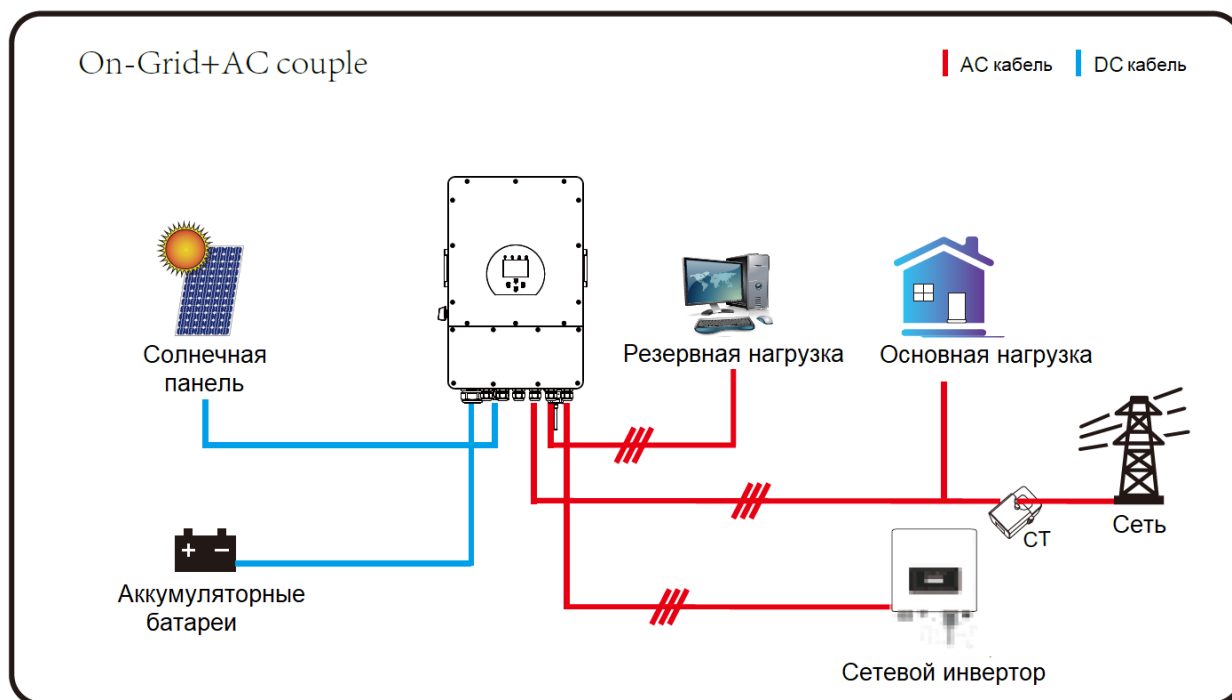 On-Grid+AC couple
AC кабель
DC кабель
Солнечная
панель
Резервная нагрузка
Основная нагрузка
Сеть
CT
Аккумуляторные
батареи
Сетевой инвертор